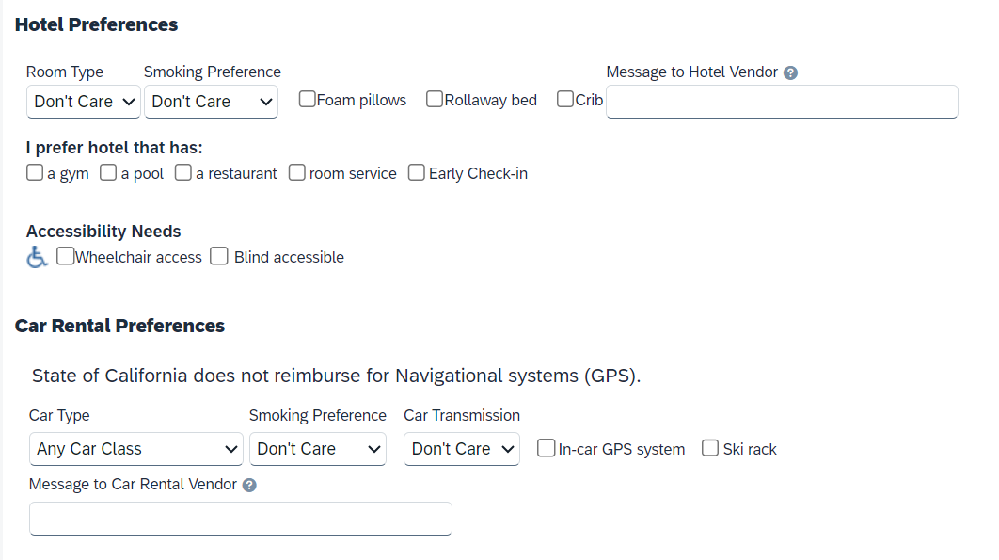 Hotel Preferences
Room Type Smoking Preference Message to Hotel Vendor ?
Don't Care Don't Care Foam pillows Rollaway bed Crib
I prefer hotel that has:
a gym a pool a restaurant room service Early Check-in
Accessibility Needs
Wheelchair access Blind accessible
Car Rental Preferences
State of California does not reimburse for Navigational systems (GPS).
Car Type Smoking Preference Car Transmission
Any Car Class Don't Care Don't Care In-car GPS system Ski rack
Message to Car Rental Vendor ?